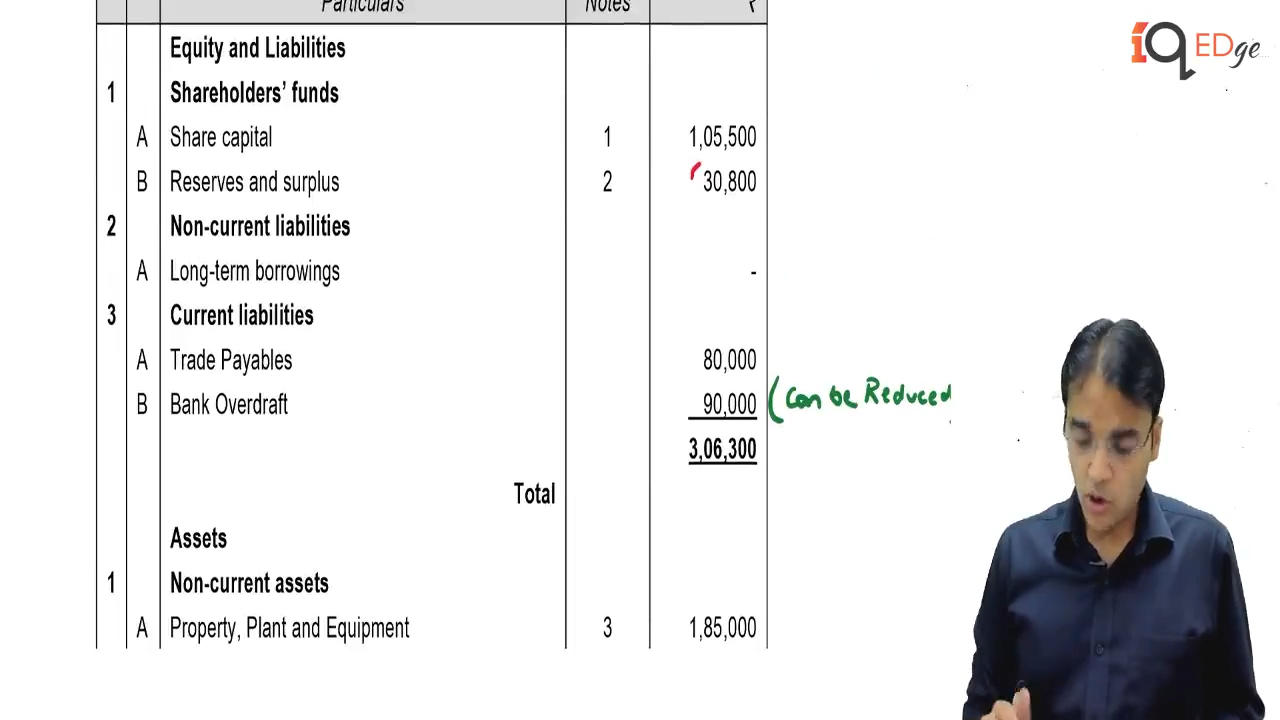 Particulars Notes ₹
iQ EDge
Equity and Liabilities
1 Shareholders’ funds
A Share capital 1 1,05,500
B Reserves and surplus 2 30,800
2 Non-current liabilities
A Long-term borrowings -
3 Current liabilities
A Trade Payables 80,000
B Bank Overdraft 90,000 (Can be Reduced
3,06,300
Total
Assets
1 Non-current assets
A Property, Plant and Equipment 3 1,85,000